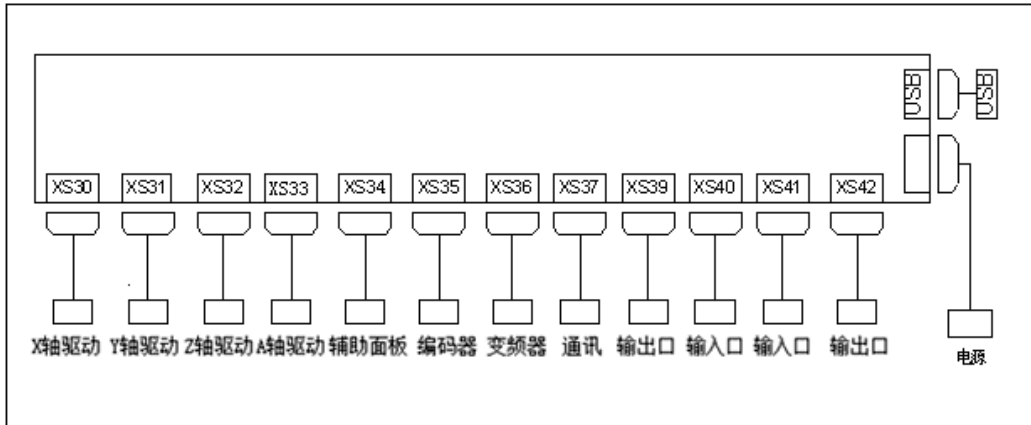 USB USB
XS30 XS31 XS32 XS33 XS34 XS35 XS36 XS37 XS39 XS40 XS41 XS42
X轴驱动 Y轴驱动 Z轴驱动 A轴驱动 辅助面板 编码器 变频器 通讯 输出口 输入口 输入口 输出口
电源